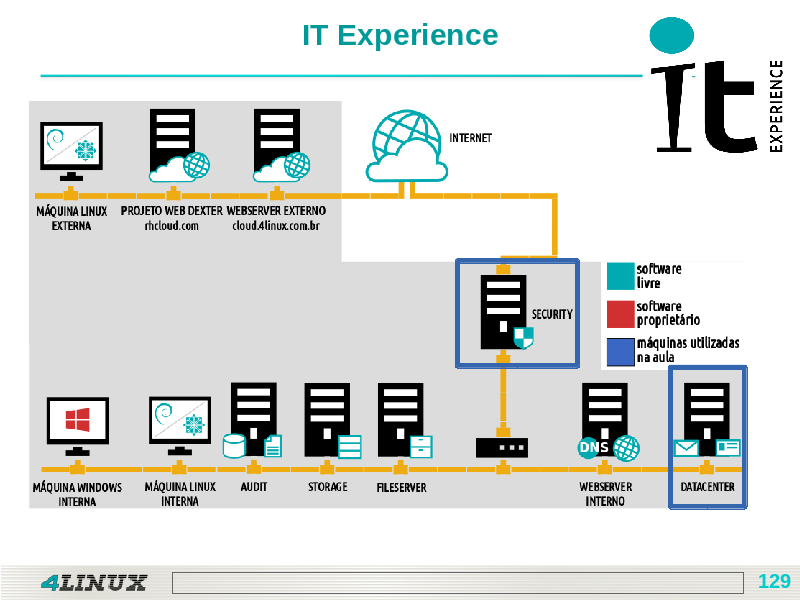 IT Experience
it
EXPERIENCE
INTERNET
MÁQUINA LINUX
EXTERNA
PROJETO WEB DEXTER
rhcloud.com
WEBSERVER EXTERNO
cloud.4linux.com.br
software
livre
software
proprietário
máquinas utilizadas
na aula
SECURITY
DNS
MÁQUINA WINDOWS
INTERNA
MÁQUINA LINUX
INTERNA
AUDIT
STORAGE
FILESERVER
WEBSERVER
INTERNO
DATACENTER
4LINUX
129